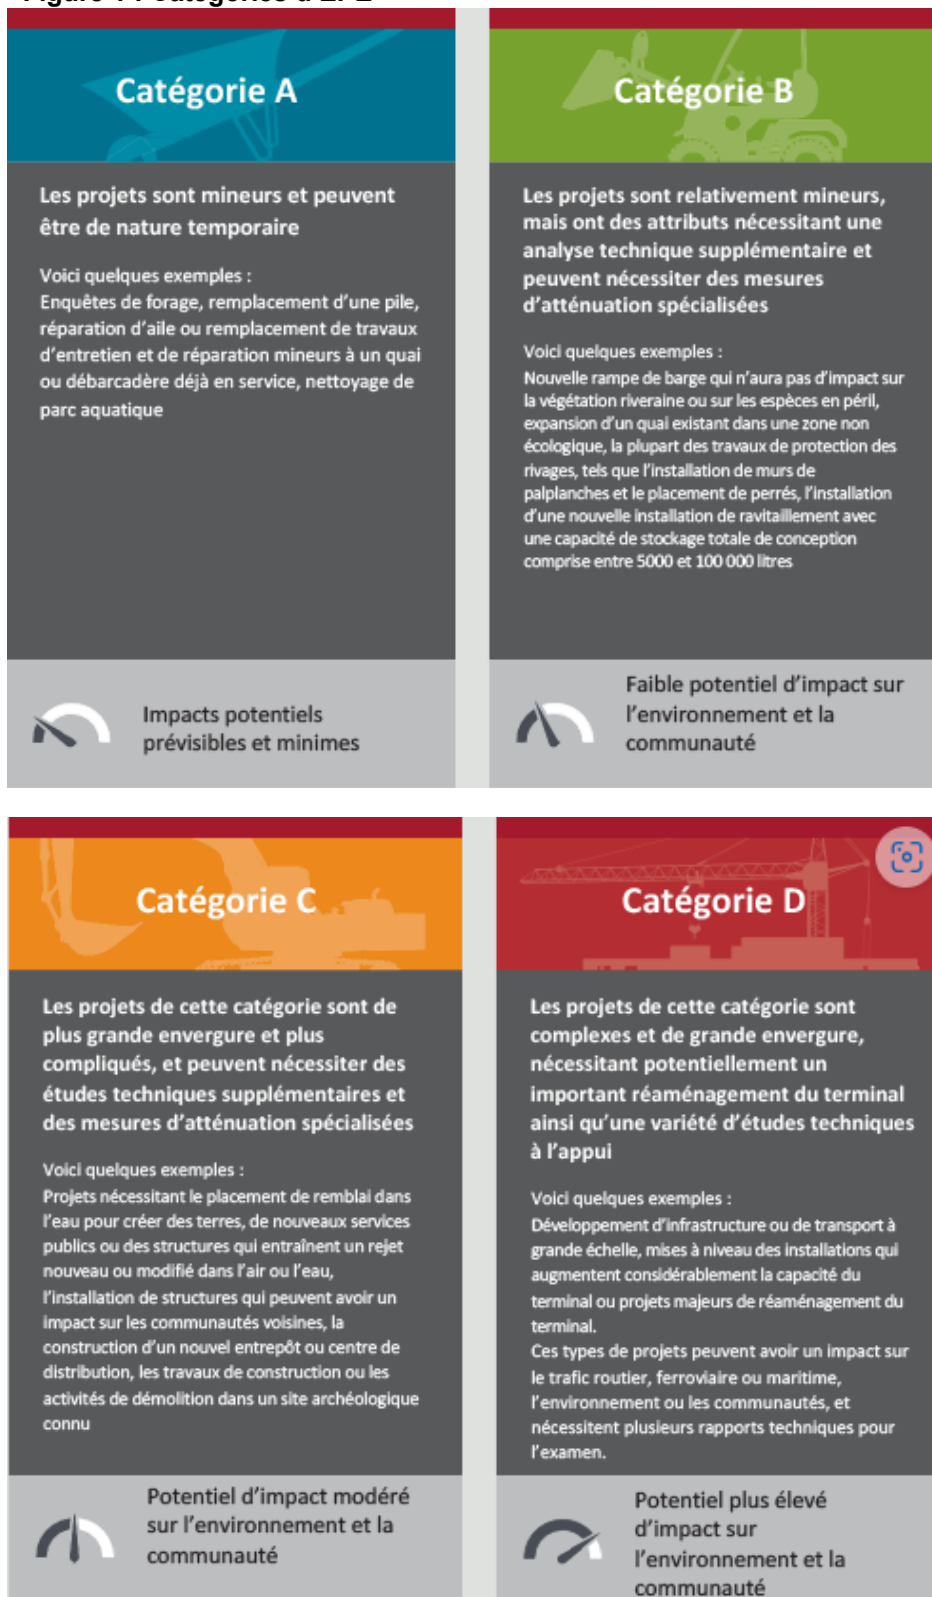 Figure 1 : Catégories d'EPE
Catégorie A
Les projets sont mineurs et peuvent
être de nature temporaire
Voici quelques exemples :
Enquêtes de forage, remplacement d'une pile,
réparation d'aile ou remplacement de travaux
d'entretien et de réparation mineurs à un quai
ou débarcadère déjà en service, nettoyage de
parc aquatique
Impacts potentiels
prévisibles et minimes
Catégorie B
Les projets sont relativement mineurs,
mais ont des attributs nécessitant une
analyse technique supplémentaire et
peuvent nécessiter des mesures
d'atténuation spécialisées
Voici quelques exemples :
Nouvelle rampe de barge qui n'aura pas d'impact sur
la végétation riveraine ou sur les espèces en péril,
expansion d'un quai existant dans une zone non
écologique, la plupart des travaux de protection des
rivages, tels que l'installation de murs de
palplanches et le placement de perrés, l'installation
d'une nouvelle installation de ravitaillement avec
une capacité de stockage totale de conception
comprise entre 5000 et 100 000 litres
Faible potentiel d'impact sur
l'environnement et la
communauté
Catégorie C
Les projets de cette catégorie sont de
plus grande envergure et plus
compliqués, et peuvent nécessiter des
études techniques supplémentaires et
des mesures d'atténuation spécialisées
Voici quelques exemples :
Projets nécessitant le placement de remblai dans
l'eau pour créer des terres, de nouveaux services
publics ou des structures qui entraînent un rejet
nouveau ou modifié dans l'air ou l'eau,
l'installation de structures qui peuvent avoir un
impact sur les communautés voisines, la
construction d'un nouvel entrepôt ou centre de
distribution, les travaux de construction ou les
activités de démolition dans un site archéologique
connu
Potentiel d'impact modéré
sur l'environnement et la
communauté
Catégorie D
Les projets de cette catégorie sont
complexes et de grande envergure,
nécessitant potentiellement un
important réaménagement du terminal
ainsi qu'une variété d'études techniques
à l'appui
Voici quelques exemples :
Développement d'infrastructure ou de transport à
grande échelle, mises à niveau des installations qui
augmentent considérablement la capacité du
terminal ou projets majeurs de réaménagement du
terminal.
Ces types de projets peuvent avoir un impact sur
le trafic routier, ferroviaire ou maritime,
l'environnement ou les communautés, et
nécessitent plusieurs rapports techniques pour
l'examen.
Potentiel plus élevé
d'impact sur
l'environnement et la
communauté